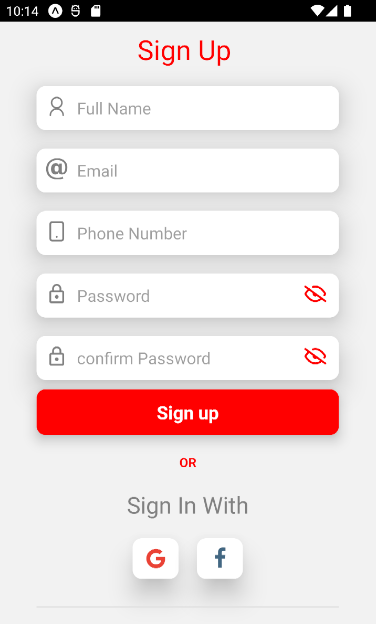 10:14
Sign Up
Full Name
@ Email
Phone Number
Password
confirm Password
Sign up
OR
Sign In With
G f